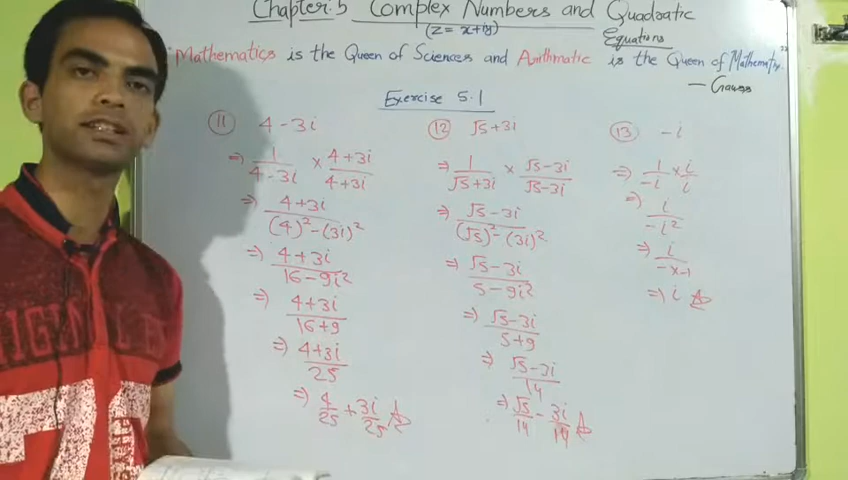 Chapter:5 Complex Numbers and Quadratic
(z = x+iy) Equations
"Mathematics is the Queen of Sciences and Arithmatic is the Queen of Mathematics."
— Gauss
Exercise 5.1
11 4-3i
⇒ 1/(4-3i) × (4+3i)/(4+3i)
⇒ (4+3i)/((4)²-(3i)²)
⇒ (4+3i)/(16-9i²)
⇒ (4+3i)/(16+9)
⇒ (4+3i)/25
⇒ 4/25 + 3i/25
12 √5+3i
⇒ 1/(√5+3i) × (√5-3i)/(√5-3i)
⇒ (√5-3i)/((√5)²-(3i)²)
⇒ (√5-3i)/(5-9i²)
⇒ (√5-3i)/(5+9)
⇒ (√5-3i)/14
⇒ √5/14 - 3i/14
13 -i
⇒ 1/-i × i/i
⇒ i/-i²
⇒ i/-×-1
⇒ i